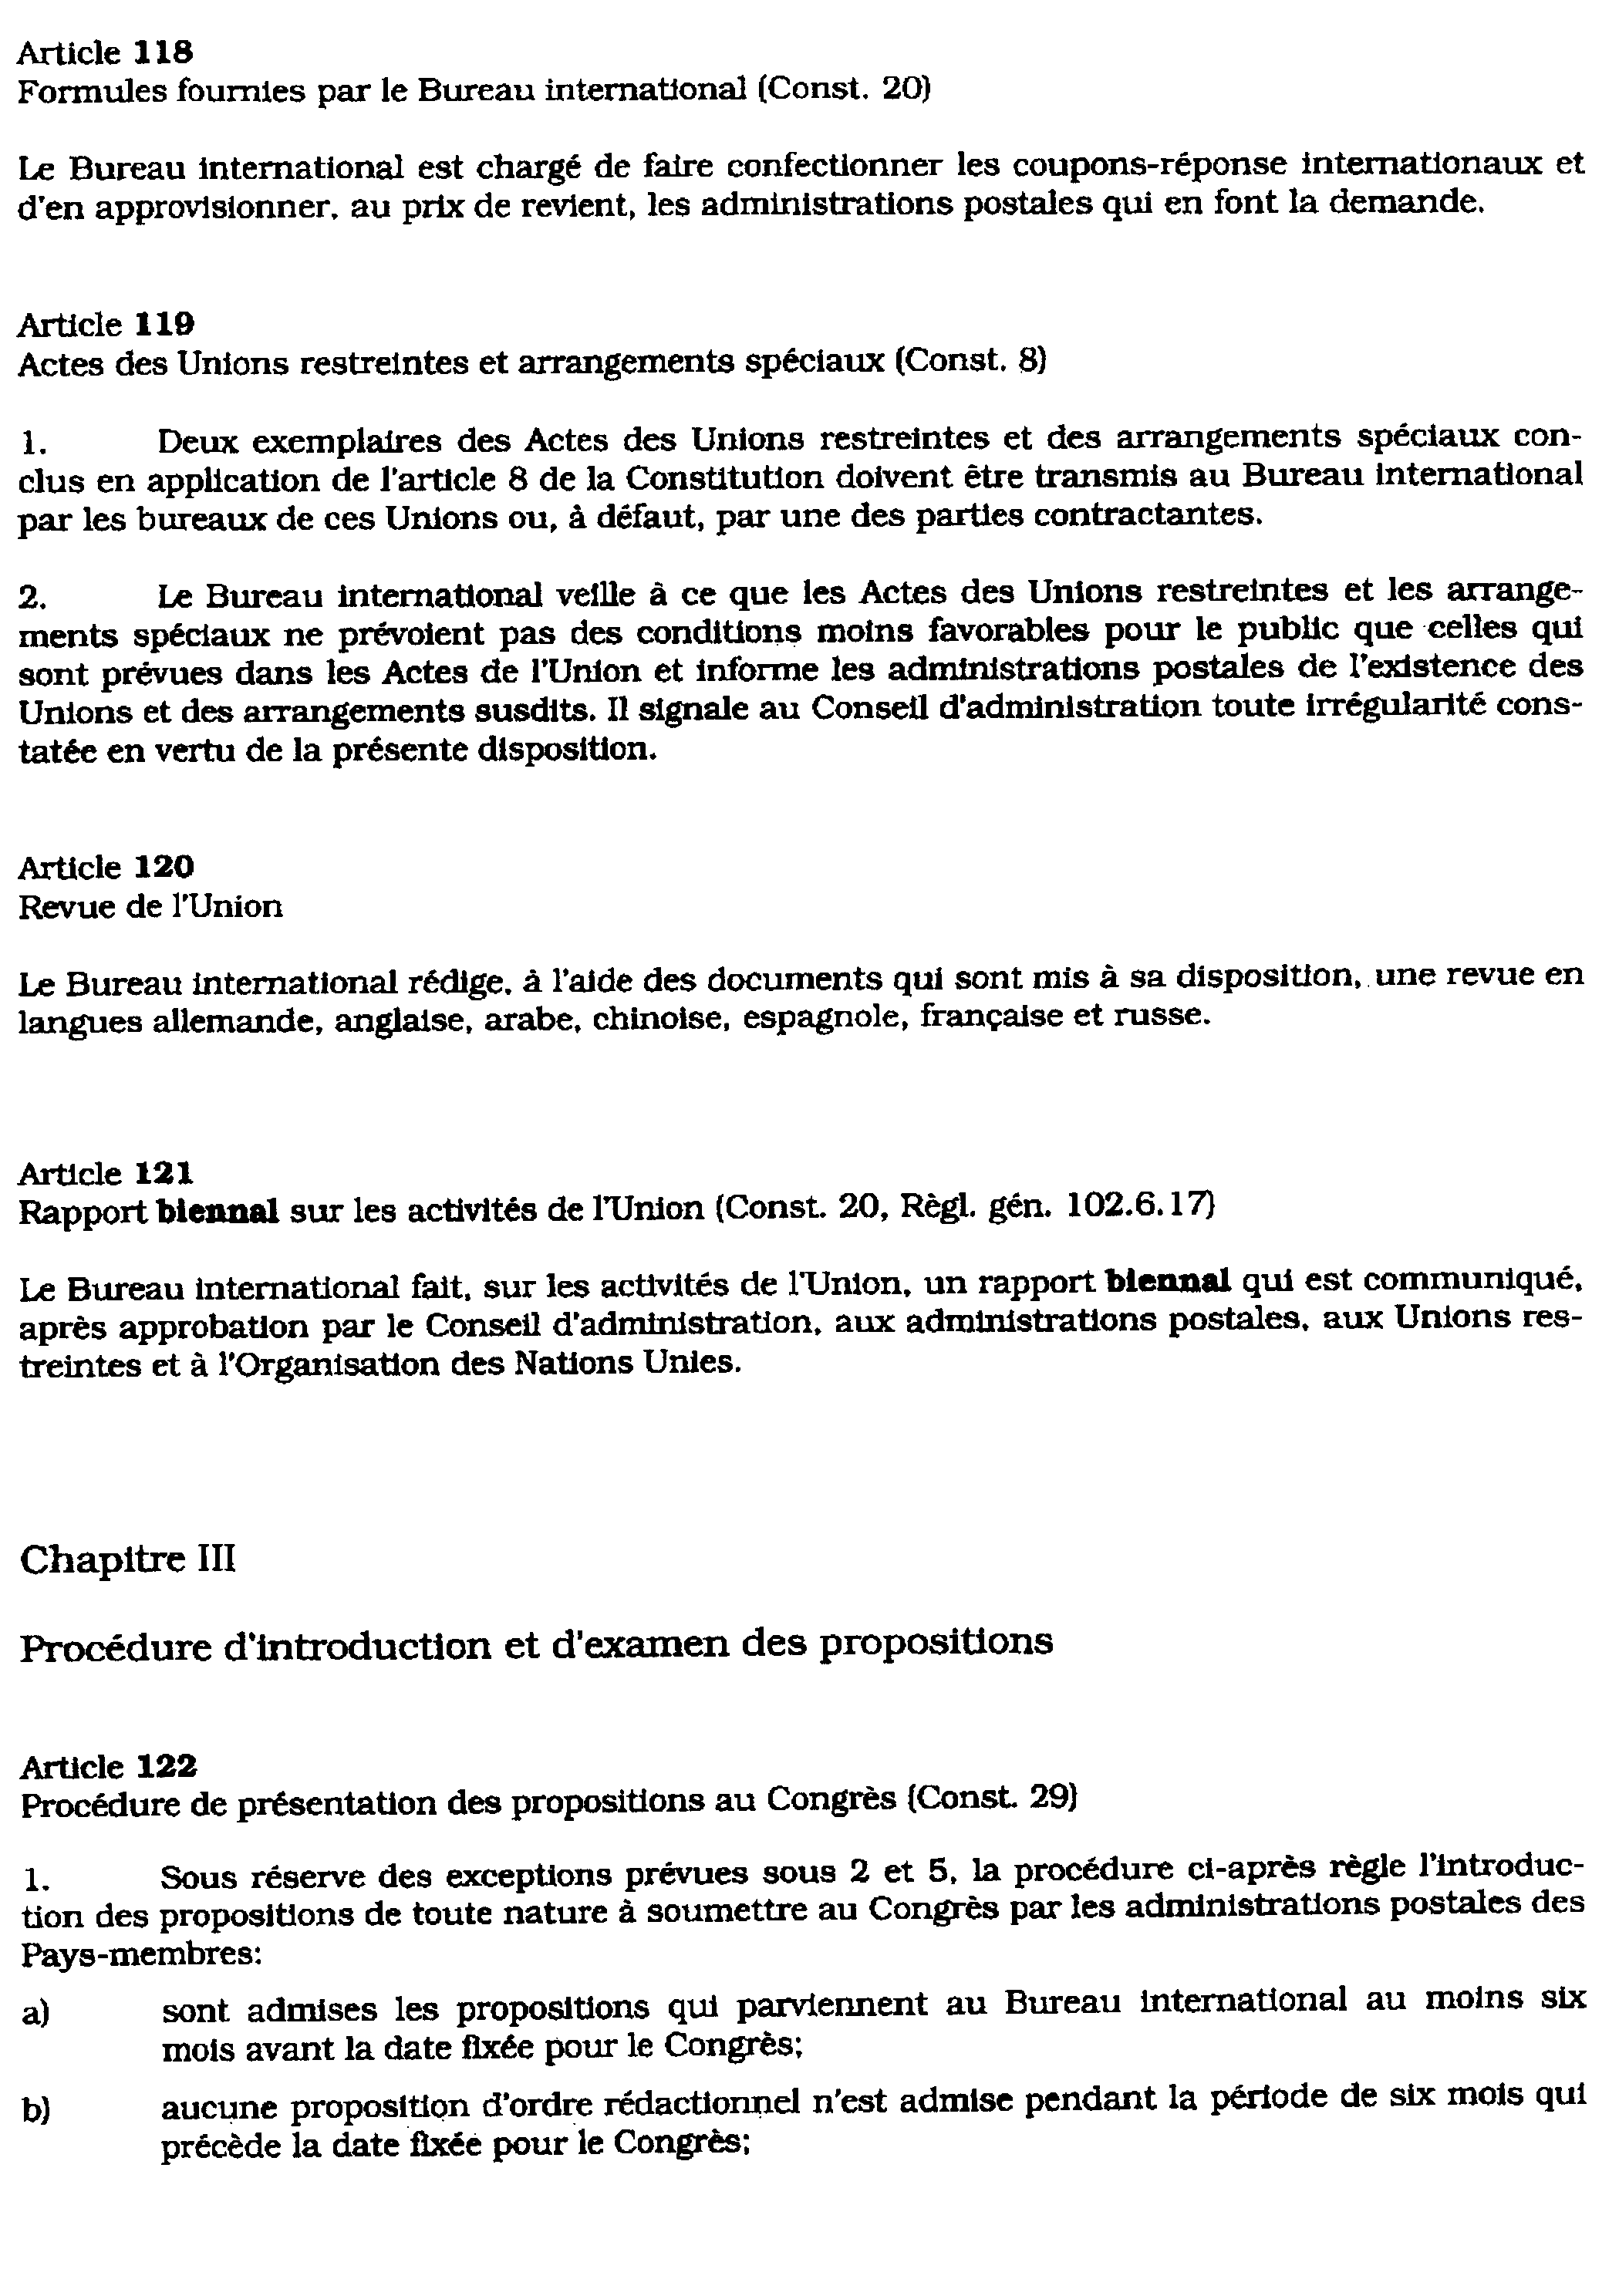 Article 118
Formules fournies par le Bureau international (Const. 20)
Le Bureau international est chargé de faire confectionner les coupons-réponse internationaux et
d'en approvisionner, au prix de revient, les administrations postales qui en font la demande.
Article 119
Actes des Unions restreintes et arrangements spéciaux (Const. 8)
1. Deux exemplaires des Actes des Unions restreintes et des arrangements spéciaux con-
clus en application de l'article 8 de la Constitution doivent être transmis au Bureau international
par les bureaux de ces Unions ou, à défaut, par une des parties contractantes.
2. Le Bureau international veille à ce que les Actes des Unions restreintes et les arrange-
ments spéciaux ne prévoient pas des conditions moins favorables pour le public que celles qui
sont prévues dans les Actes de l'Union et informe les administrations postales de l'existence des
Unions et des arrangements susdits. Il signale au Conseil d'administration toute irrégularité cons-
tatée en vertu de la présente disposition.
Article 120
Revue de l'Union
Le Bureau international rédige, à l'aide des documents qui sont mis à sa disposition, une revue en
langues allemande, anglaise, arabe, chinoise, espagnole, française et russe.
Article 121
Rapport biennal sur les activités de l'Union (Const. 20, Règl. gén. 102.6.17)
Le Bureau international fait, sur les activités de l'Union, un rapport biennal qui est communiqué,
après approbation par le Conseil d'administration, aux administrations postales, aux Unions res-
treintes et à l'Organisation des Nations Unies.
Chapitre III
Procédure d'introduction et d'examen des propositions
Article 122
Procédure de présentation des propositions au Congrès (Const. 29)
1. Sous réserve des exceptions prévues sous 2 et 5, la procédure ci-après règle l'introduc-
tion des propositions de toute nature à soumettre au Congrès par les administrations postales des
Pays-membres:
a) sont admises les propositions qui parviennent au Bureau international au moins six
mois avant la date fixée pour le Congrès;
b) aucune proposition d'ordre rédactionnel n'est admise pendant la période de six mois qui
précède la date fixée pour le Congrès;